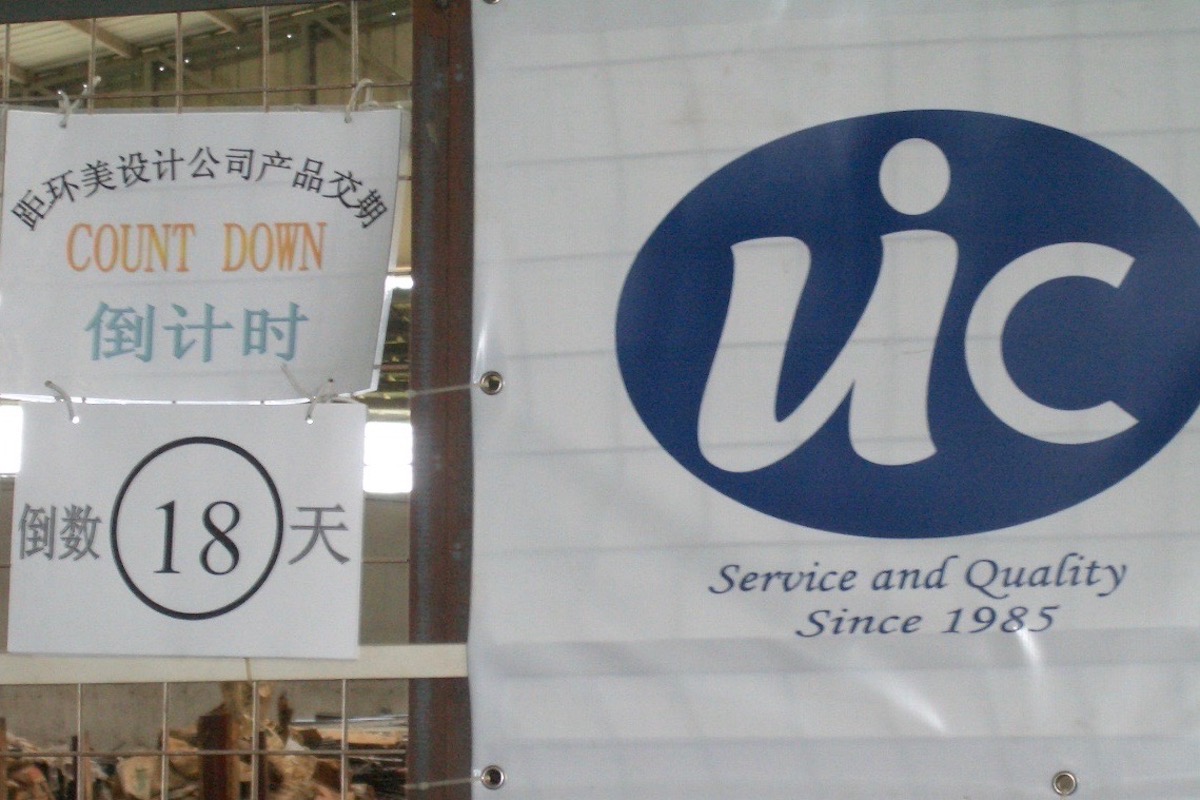 距环美设计公司产品交期
COUNT DOWN
倒计时
倒数 18 天
uic
Service and Quality
Since 1985